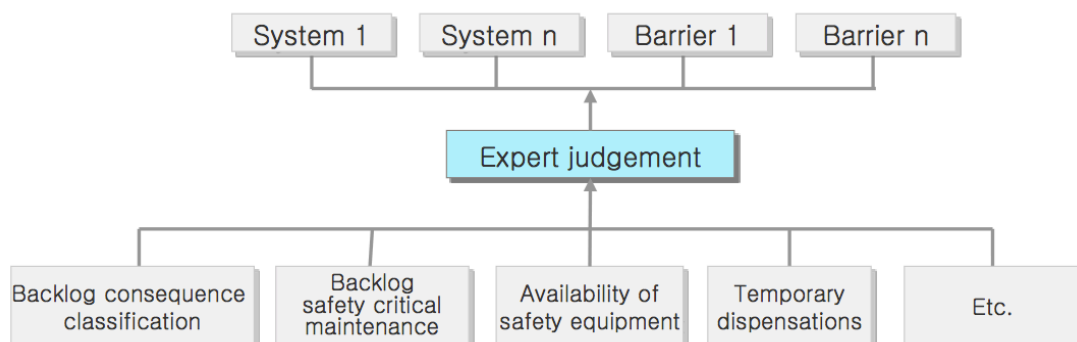 System 1
System n
Barrier 1
Barrier n
Expert judgement
Backlog consequence
classification
Backlog
safety critical
maintenance
Availability of
safety equipment
Temporary
dispensations
Etc.